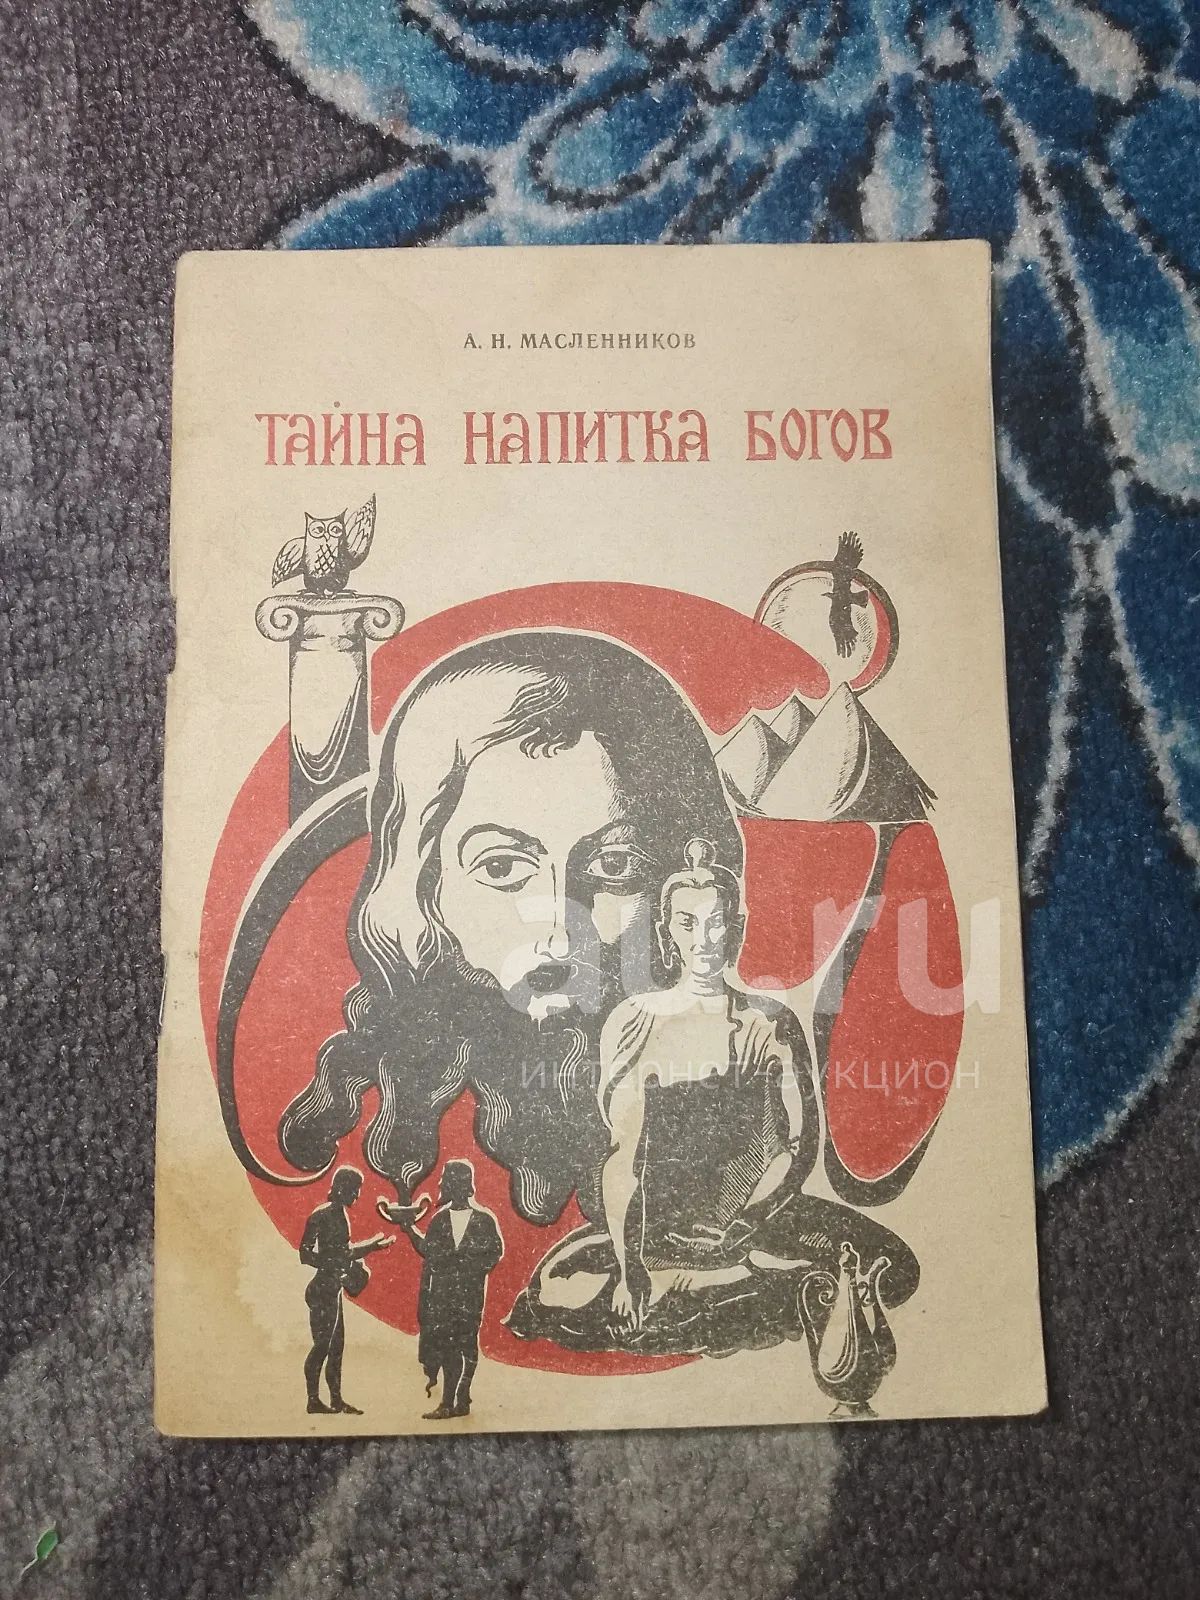 А. Н. МАСЛЕННИКОВ
ТАЙНА НАПИТКА БОГОВ
au.ru
интернет-аукцион